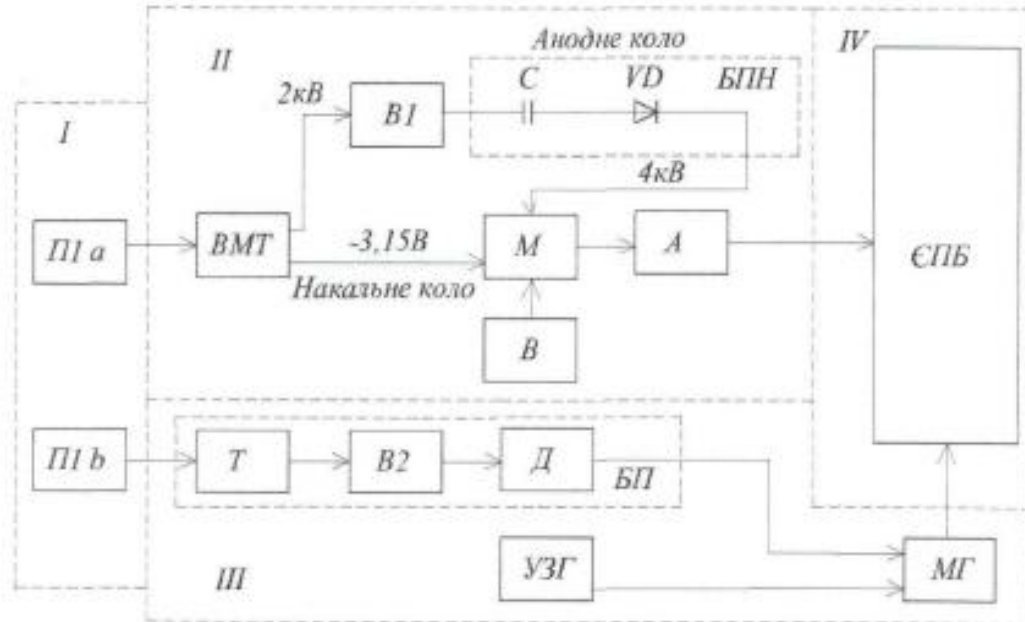 Анодне коло
II
IV
C
VD
БПН
2кВ
В1
I
4кВ
П1 а
ВМТ
~3,15В
М
А
ЄПБ
Накальне коло
В
П1 b
Т
В2
Д
БП
УЗГ
МГ
III